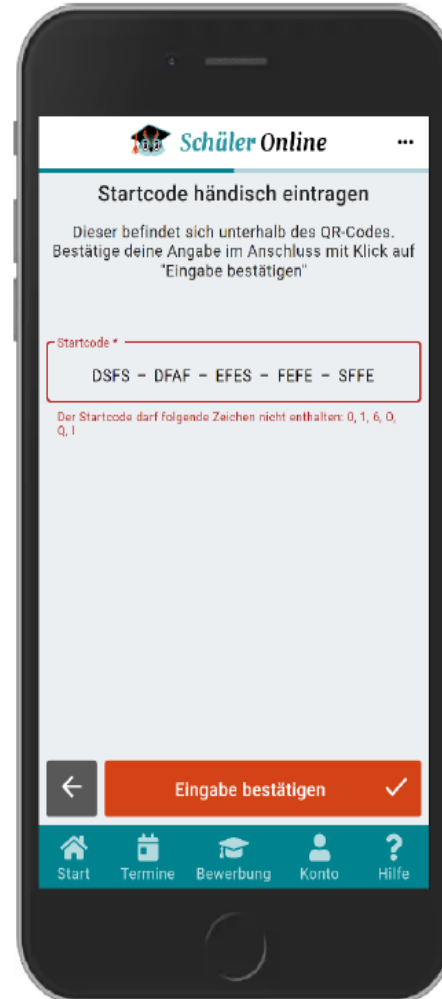 Schüler Online
Startcode händisch eintragen
Dieser befindet sich unterhalb des QR-Codes.
Bestätige deine Angabe im Anschluss mit Klick auf
"Eingabe bestätigen"
Startcode *
DSFS - DFAF - EFES - FEFE - SFFE
Der Startcode darf folgende Zeichen nicht enthalten: 0, 1, 6, O,
Q, I
Eingabe bestätigen
Start Termine Bewerbung Konto Hilfe